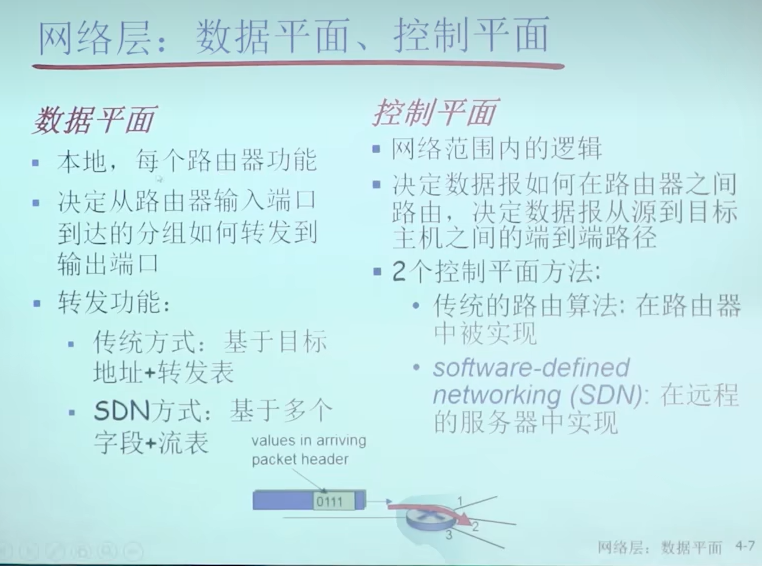 网络层：数据平面、控制平面
数据平面
▪ 本地，每个路由器功能
▪ 决定从路由器输入端口
到达的分组如何转发到
输出端口
▪ 转发功能：
▪ 传统方式：基于目标
地址+转发表
▪ SDN方式：基于多个
字段+流表
控制平面
▪ 网络范围内的逻辑
▪ 决定数据报如何在路由器之间
路由，决定数据报从源到目标
主机之间的端到端路径
▪ 2个控制平面方法:
• 传统的路由算法: 在路由器
中被实现
• software-defined
networking (SDN): 在远程
的服务器中实现
values in arriving
packet header
0111
1
2
3
网络层：数据平面 4-7